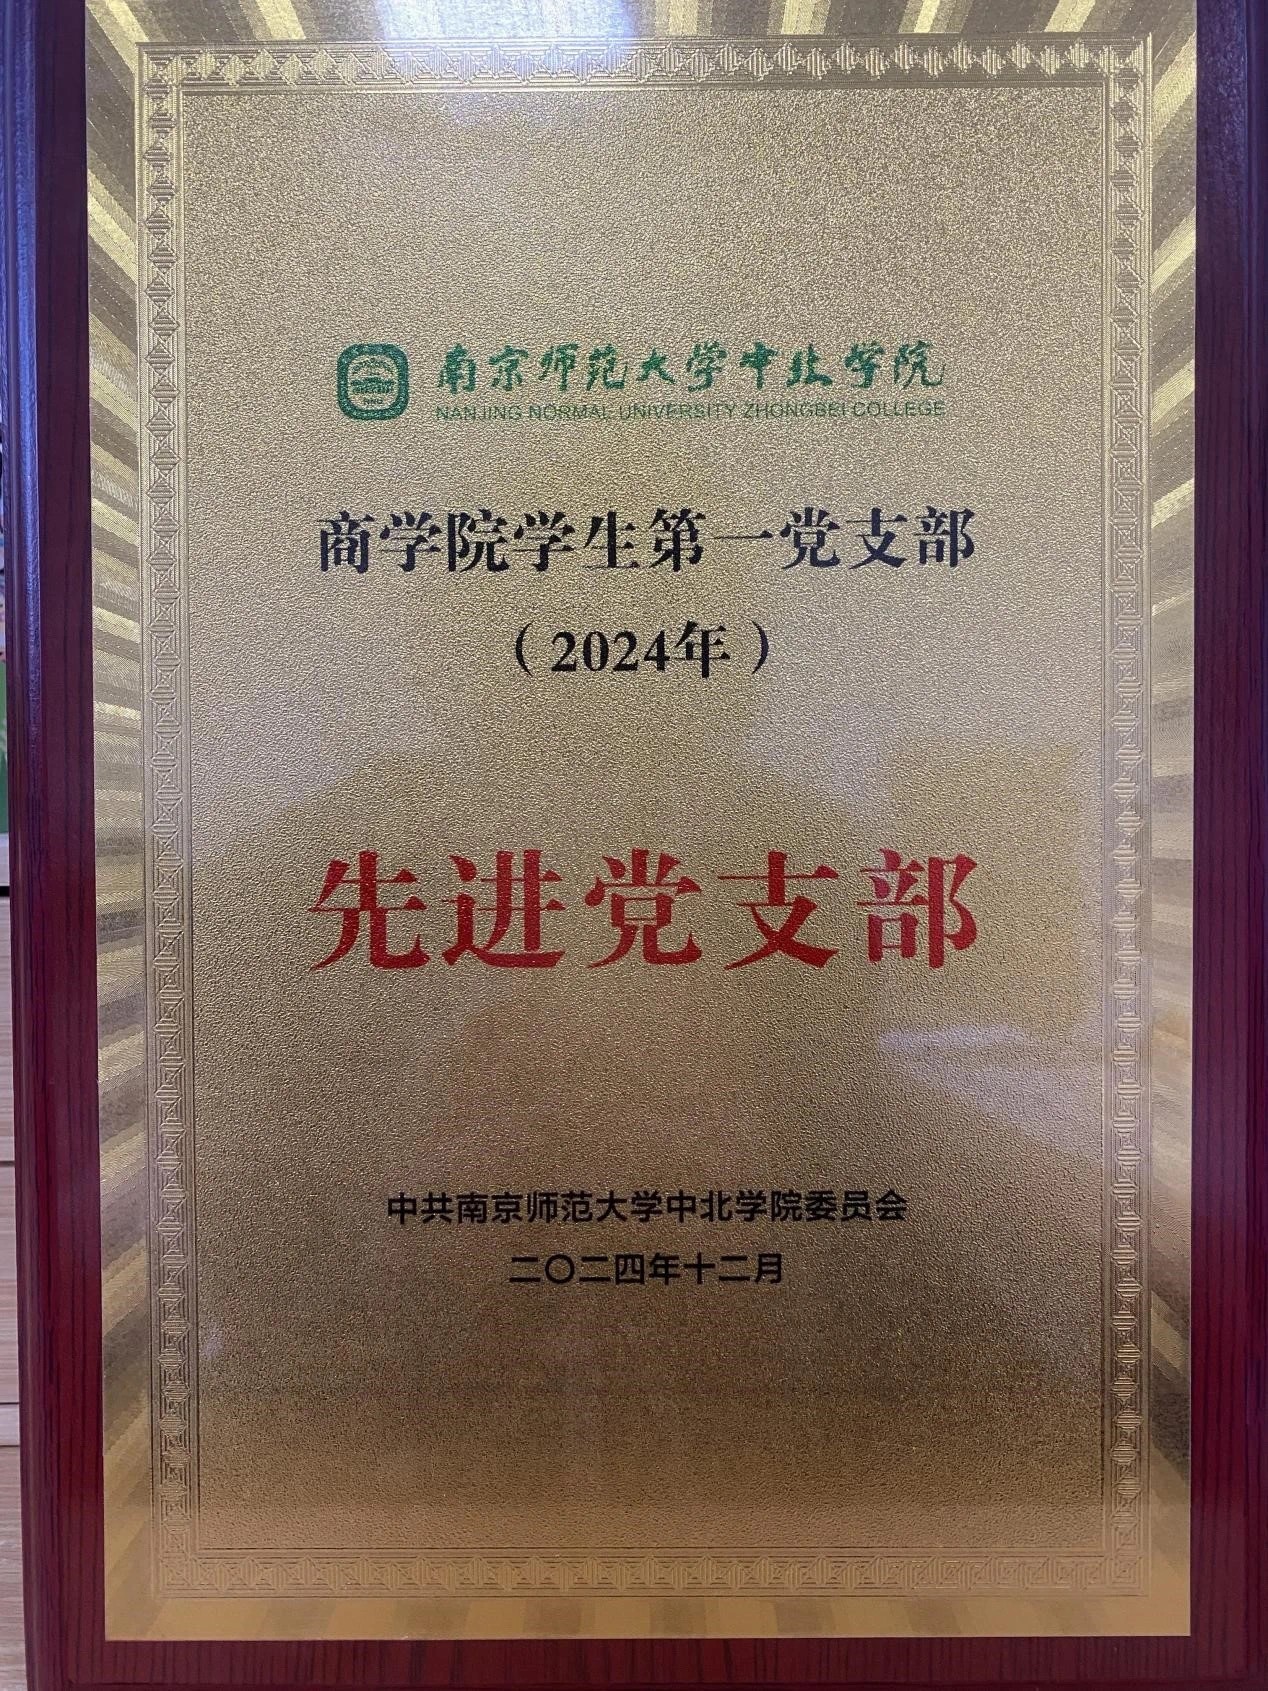 南京师范大学中北学院
NANJING NORMAL UNIVERSITY ZHONGBEI COLLEGE
商学院学生第一党支部
（2024年）
先进党支部
中共南京师范大学中北学院委员会
二〇二四年十二月